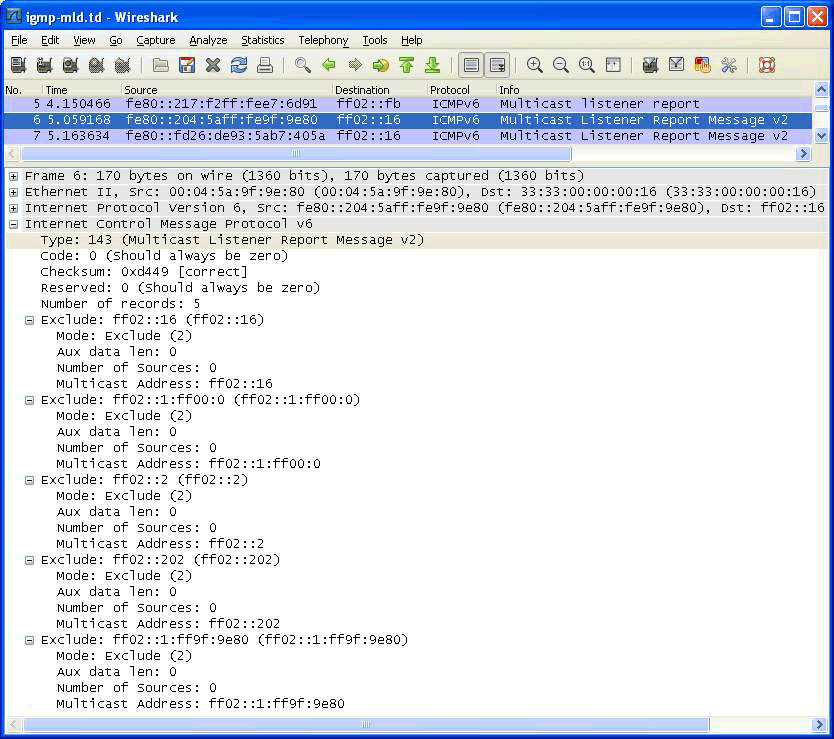 igmp-mld.td - Wireshark
File Edit View Go Capture Analyze Statistics Telephony Tools Help
No. Time Source Destination Protocol Info
5 4.150466 fe80::217:f2ff:fee7:6d91 ff02::fb ICMPv6 Multicast listener report
6 5.059168 fe80::204:5aff:fe9f:9e80 ff02::16 ICMPv6 Multicast Listener Report Message v2
7 5.163634 fe80::fd26:de93:5ab7:405a ff02::16 ICMPv6 Multicast Listener Report Message v2
Frame 6: 170 bytes on wire (1360 bits), 170 bytes captured (1360 bits)
Ethernet II, Src: 00:04:5a:9f:9e:80 (00:04:5a:9f:9e:80), Dst: 33:33:00:00:00:16 (33:33:00:00:00:16)
Internet Protocol Version 6, Src: fe80::204:5aff:fe9f:9e80 (fe80::204:5aff:fe9f:9e80), Dst: ff02::16
Internet Control Message Protocol v6
Type: 143 (Multicast Listener Report Message v2)
Code: 0 (Should always be zero)
Checksum: 0xd449 [correct]
Reserved: 0 (Should always be zero)
Number of records: 5
Exclude: ff02::16 (ff02::16)
Mode: Exclude (2)
Aux data len: 0
Number of Sources: 0
Multicast Address: ff02::16
Exclude: ff02::1:ff00:0 (ff02::1:ff00:0)
Mode: Exclude (2)
Aux data len: 0
Number of Sources: 0
Multicast Address: ff02::1:ff00:0
Exclude: ff02::2 (ff02::2)
Mode: Exclude (2)
Aux data len: 0
Number of Sources: 0
Multicast Address: ff02::2
Exclude: ff02::202 (ff02::202)
Mode: Exclude (2)
Aux data len: 0
Number of Sources: 0
Multicast Address: ff02::202
Exclude: ff02::1:ff9f:9e80 (ff02::1:ff9f:9e80)
Mode: Exclude (2)
Aux data len: 0
Number of Sources: 0
Multicast Address: ff02::1:ff9f:9e80